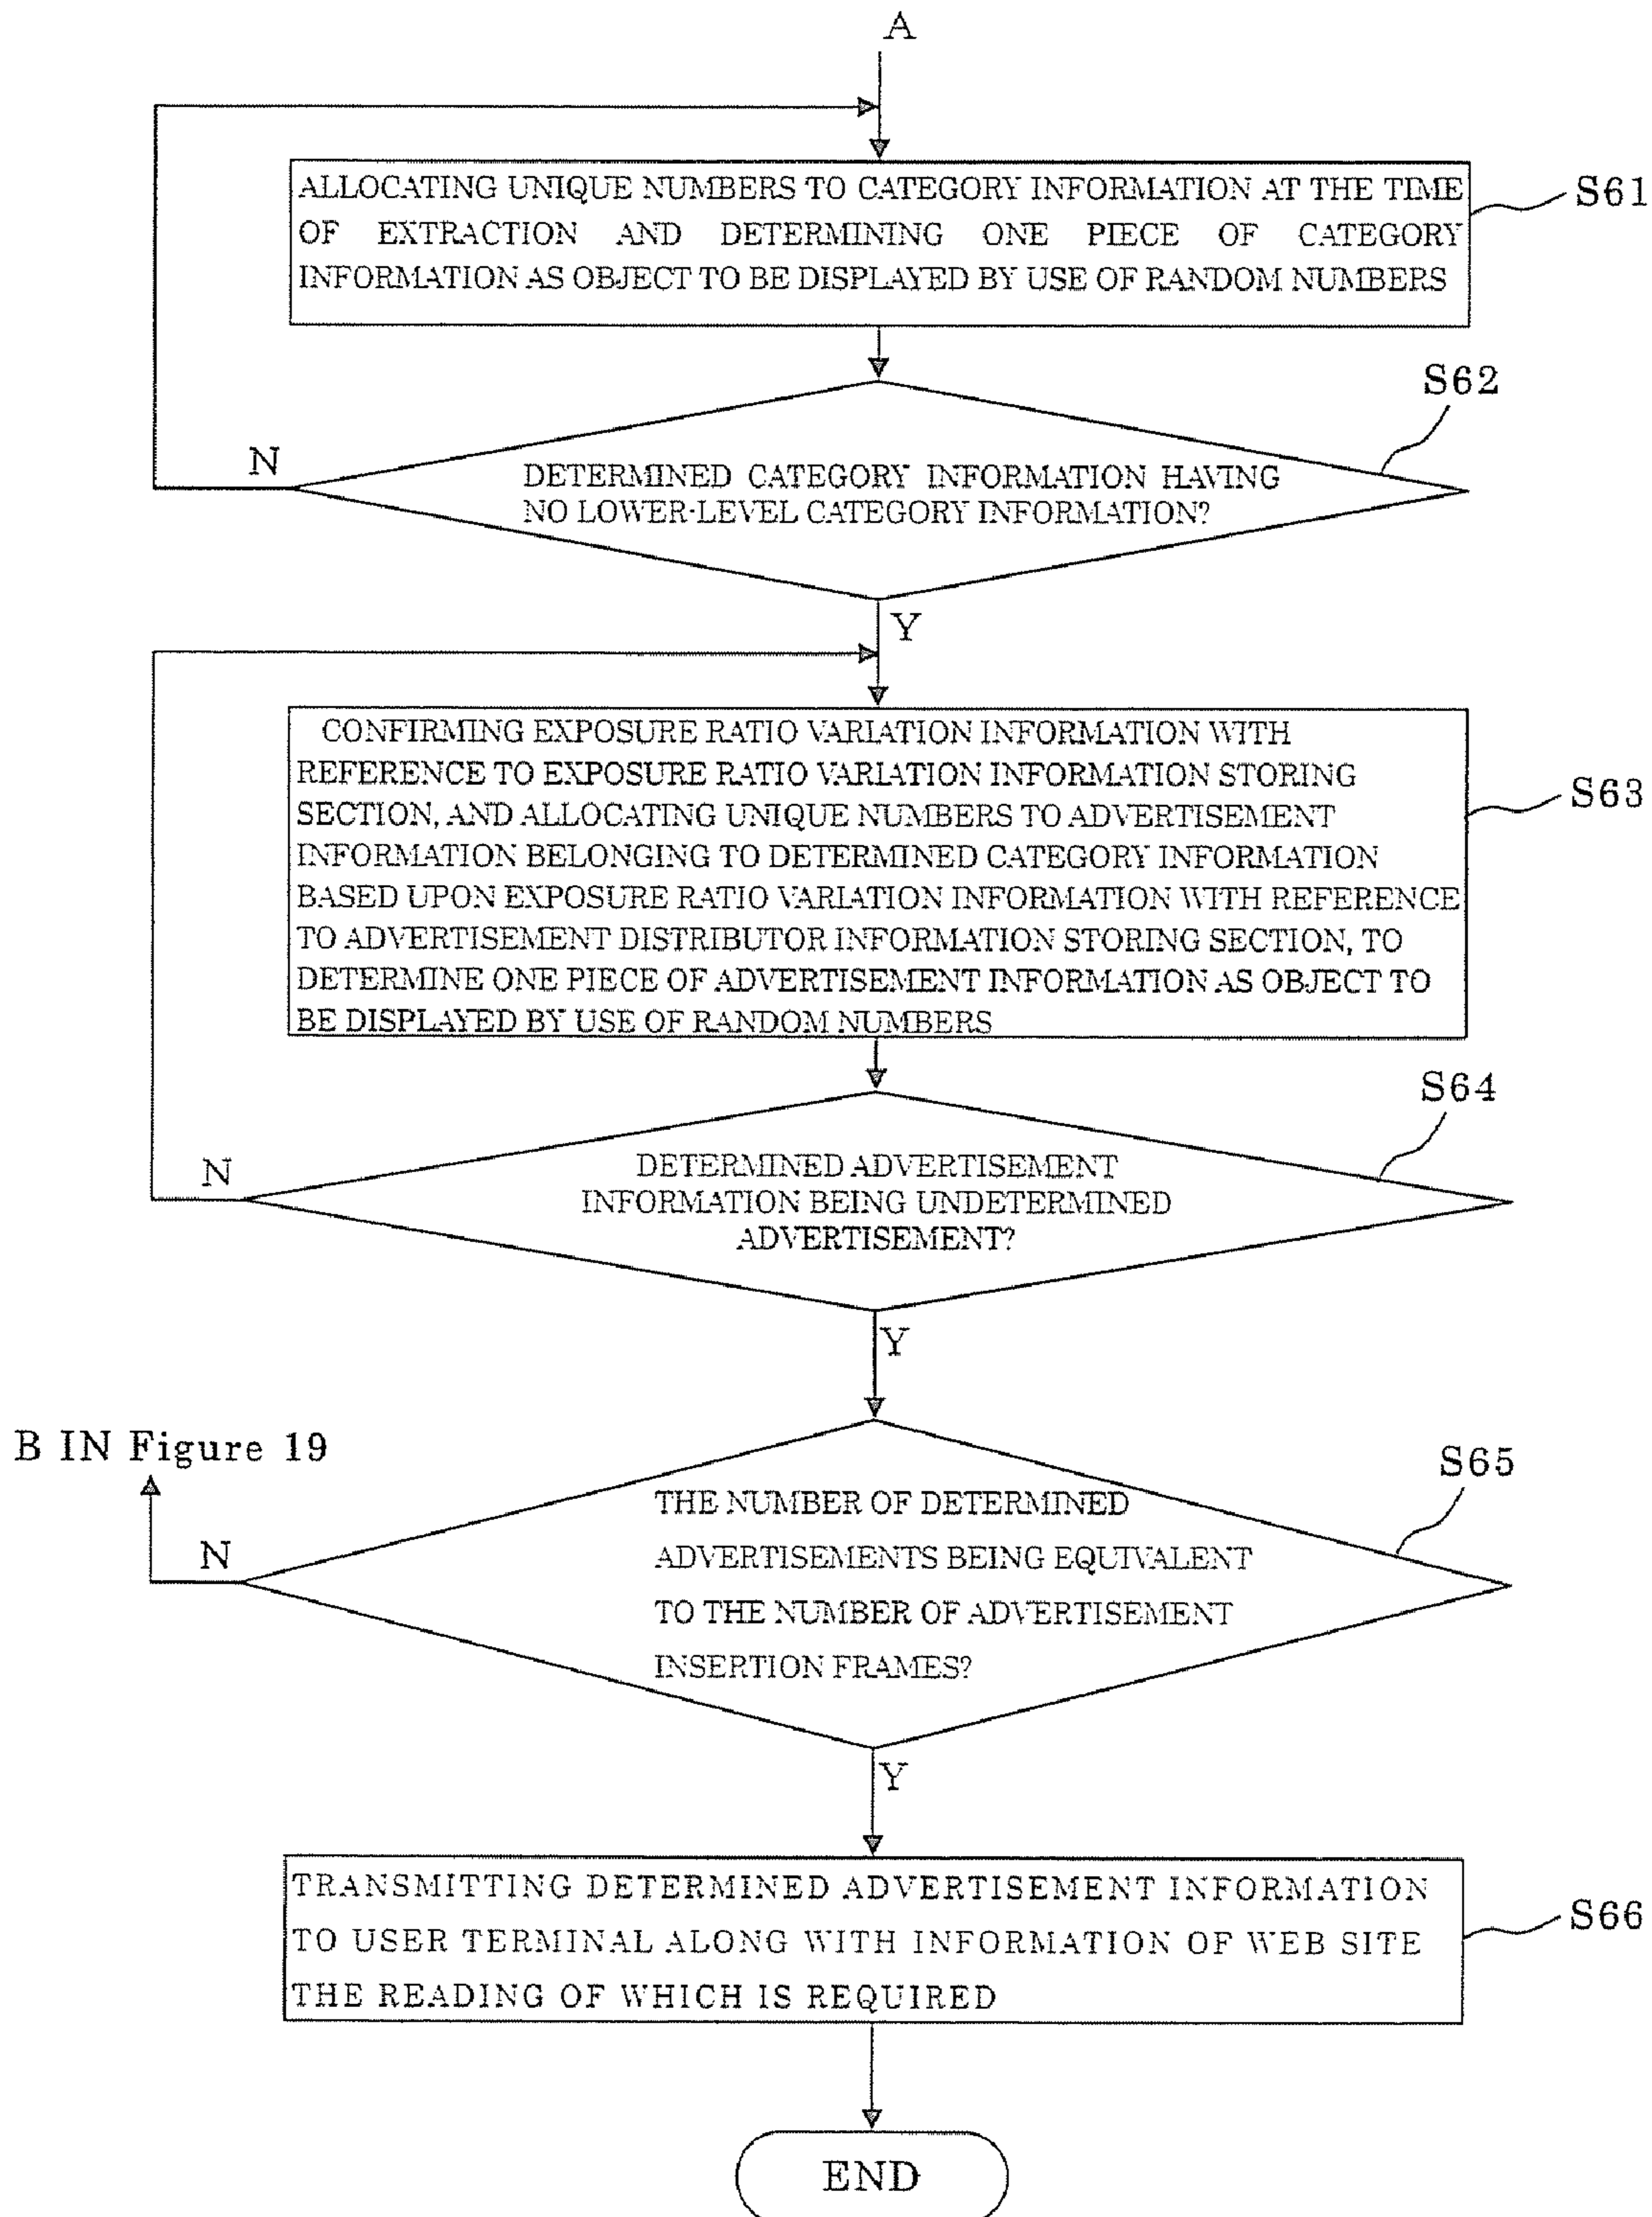 A
ALLOCATING UNIQUE NUMBERS TO CATEGORY INFORMATION AT THE TIME
OF EXTRACTION AND DETERMINING ONE PIECE OF CATEGORY
INFORMATION AS OBJECT TO BE DISPLAYED BY USE OF RANDOM NUMBERS
S61
S62
N
DETERMINED CATEGORY INFORMATION HAVING
NO LOWER-LEVEL CATEGORY INFORMATION?
Y
CONFIRMING EXPOSURE RATIO VARIATION INFORMATION WITH
REFERENCE TO EXPOSURE RATIO VARIATION INFORMATION STORING
SECTION, AND ALLOCATING UNIQUE NUMBERS TO ADVERTISEMENT
INFORMATION BELONGING TO DETERMINED CATEGORY INFORMATION
BASED UPON EXPOSURE RATIO VARIATION INFORMATION WITH REFERENCE
TO ADVERTISEMENT DISTRIBUTOR INFORMATION STORING SECTION, TO
DETERMINE ONE PIECE OF ADVERTISEMENT INFORMATION AS OBJECT TO
BE DISPLAYED BY USE OF RANDOM NUMBERS
S63
S64
N
DETERMINED ADVERTISEMENT
INFORMATION BEING UNDETERMINED
ADVERTISEMENT?
Y
B IN Figure 19
S65
N
THE NUMBER OF DETERMINED
ADVERTISEMENTS BEING EQUIVALENT
TO THE NUMBER OF ADVERTISEMENT
INSERTION FRAMES?
Y
TRANSMITTING DETERMINED ADVERTISEMENT INFORMATION
TO USER TERMINAL ALONG WITH INFORMATION OF WEB SITE
THE READING OF WHICH IS REQUIRED
S66
END